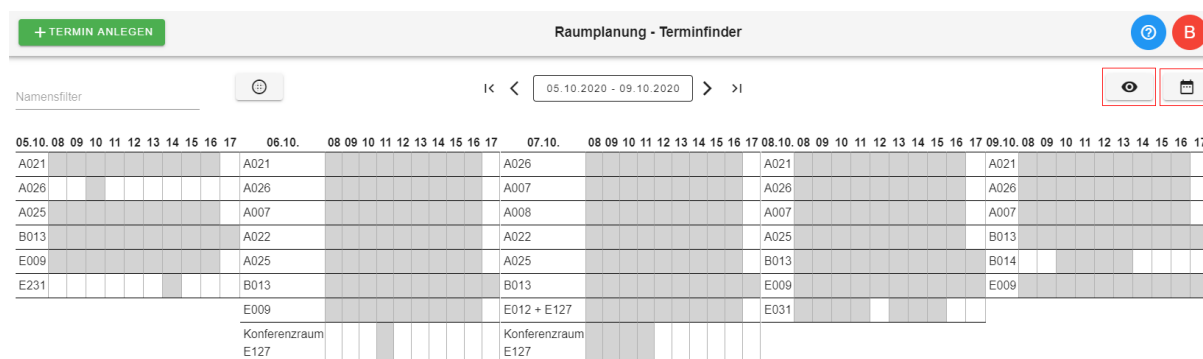 + TERMIN ANLEGEN Raumplanung - Terminfinder B
Namensfilter 05.10.2020 - 09.10.2020
05.10. 08 09 10 11 12 13 14 15 16 17 06.10. 08 09 10 11 12 13 14 15 16 17 07.10. 08 09 10 11 12 13 14 15 16 17 08.10. 08 09 10 11 12 13 14 15 16 17 09.10. 08 09 10 11 12 13 14 15 16 17
A021 A021 A026 A021 A021
A026 A026 A007 A026 A026
A025 A007 A008 A007 A007
B013 A022 A022 A025 B013
E009 A025 A025 B013 B014
E231 B013 B013 E009 E009
E009 E012 + E127 E031
Konferenzraum Konferenzraum
E127 E127